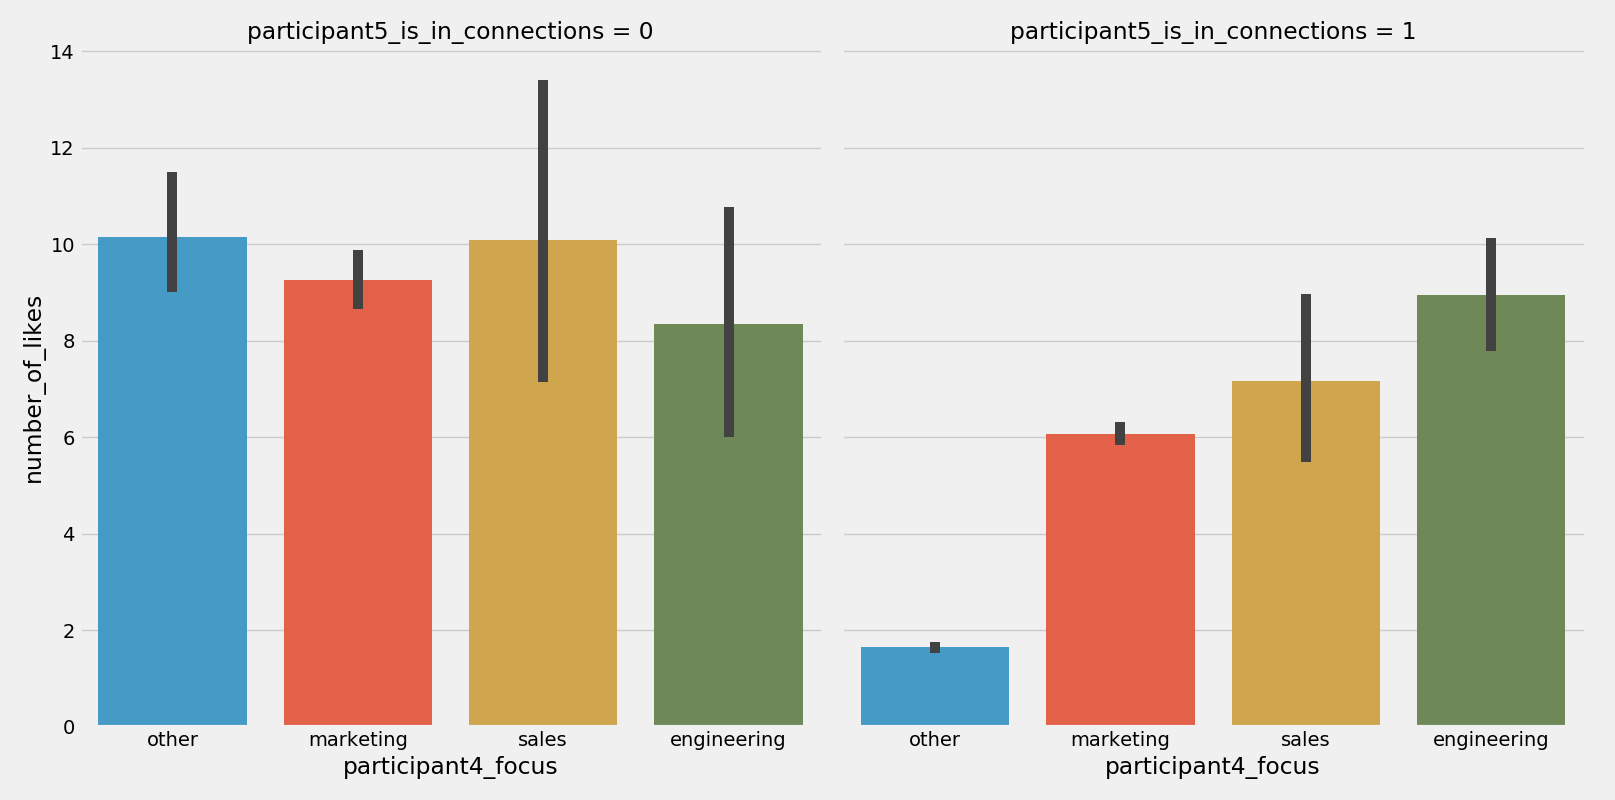 participant5_is_in_connections = 0
participant5_is_in_connections = 1
number_of_likes
14
12
10
8
6
4
2
0
other marketing sales engineering
other marketing sales engineering
participant4_focus
participant4_focus